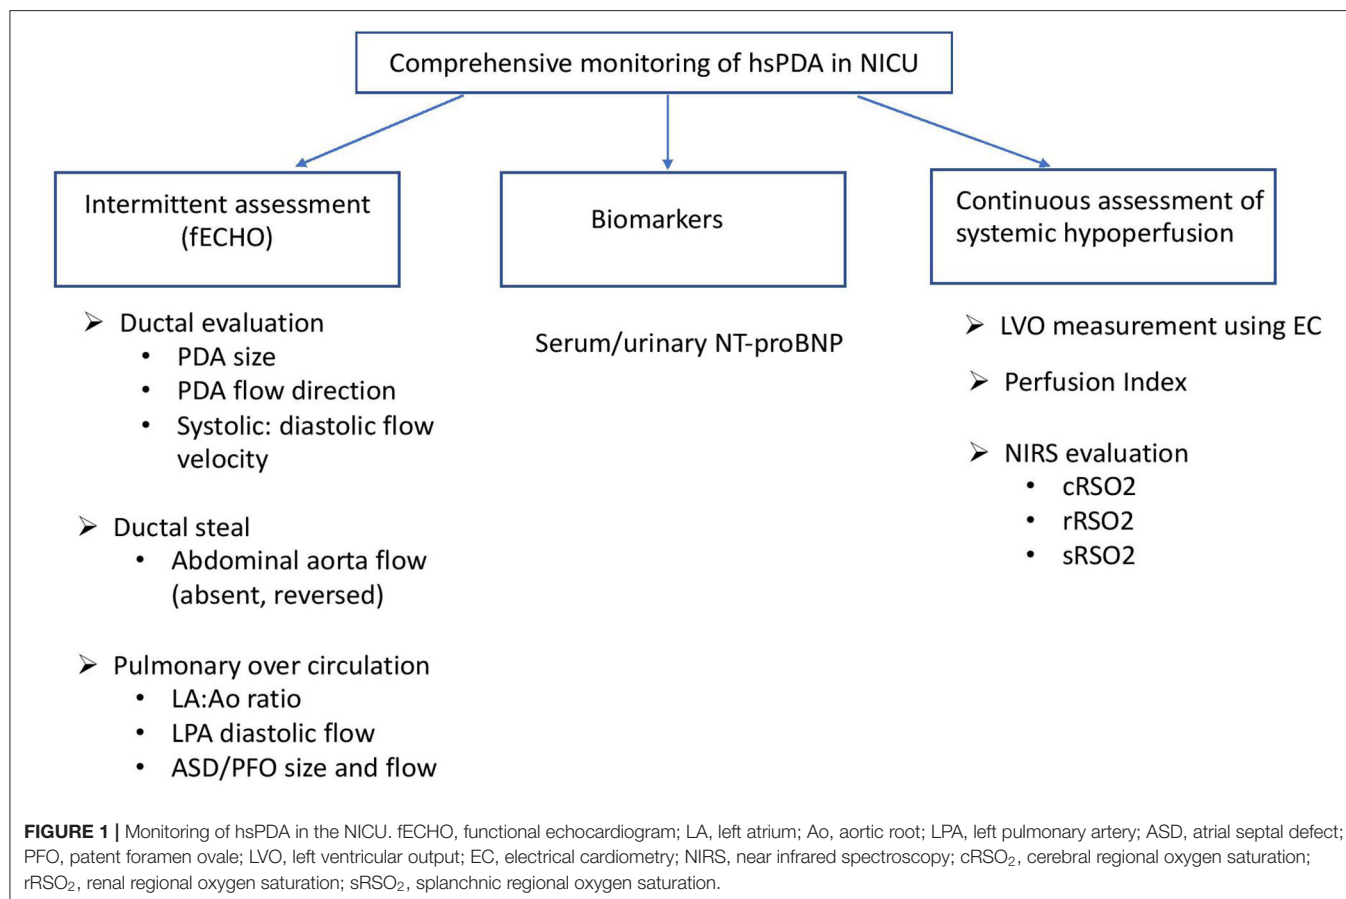 Comprehensive monitoring of hsPDA in NICU
Intermittent assessment
(fECHO)
➢ Ductal evaluation
• PDA size
• PDA flow direction
• Systolic: diastolic flow
velocity
➢ Ductal steal
• Abdominal aorta flow
(absent, reversed)
➢ Pulmonary over circulation
• LA:Ao ratio
• LPA diastolic flow
• ASD/PFO size and flow
Biomarkers
Serum/urinary NT-proBNP
Continuous assessment of
systemic hypoperfusion
➢ LVO measurement using EC
➢ Perfusion Index
➢ NIRS evaluation
• cRSO2
• rRSO2
• sRSO2
FIGURE 1 | Monitoring of hsPDA in the NICU. fECHO, functional echocardiogram; LA, left atrium; Ao, aortic root; LPA, left pulmonary artery; ASD, atrial septal defect;
PFO, patent foramen ovale; LVO, left ventricular output; EC, electrical cardiometry; NIRS, near infrared spectroscopy; cRSO₂, cerebral regional oxygen saturation;
rRSO₂, renal regional oxygen saturation; sRSO₂, splanchnic regional oxygen saturation.